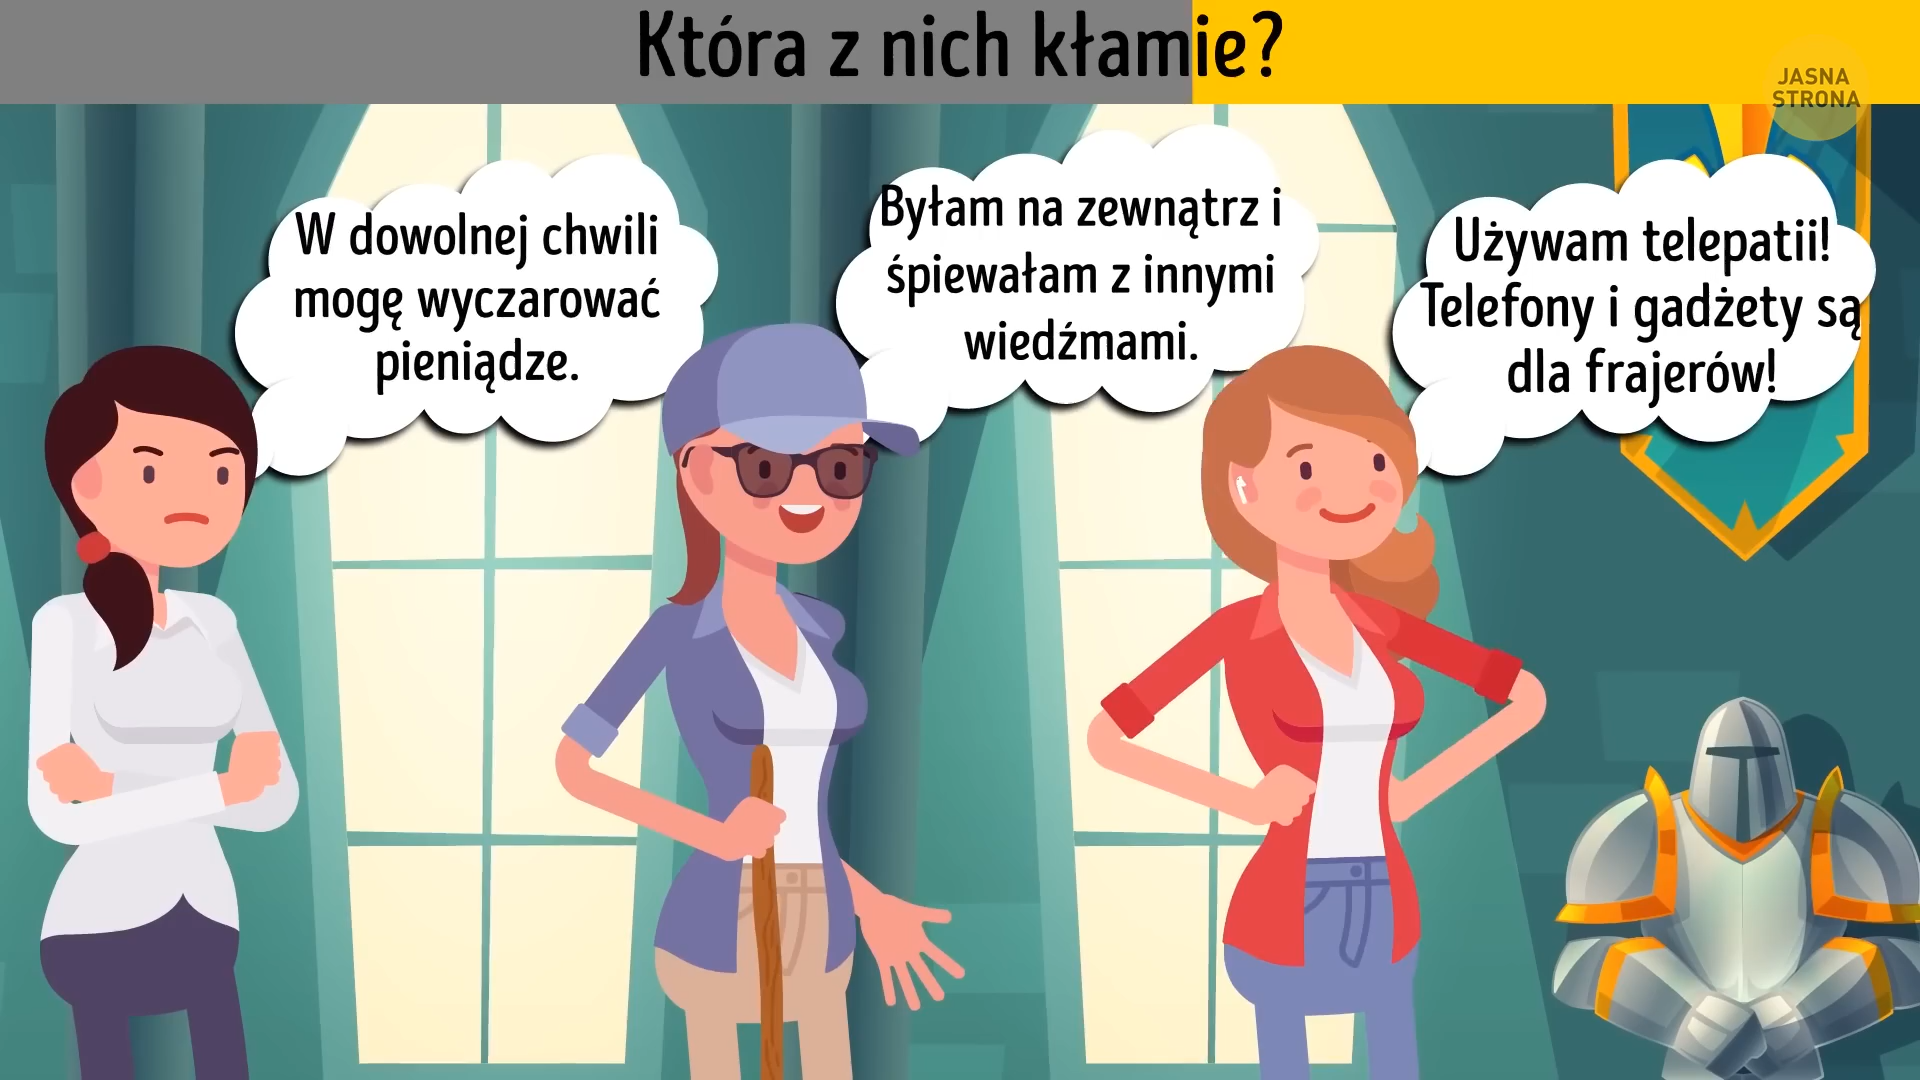 Która z nich kłamie?
JASNA
STRONA
W dowolnej chwili
mogę wyczarować
pieniądze.
Byłam na zewnątrz i
śpiewałam z innymi
wiedźmami.
Używam telepatii!
Telefony i gadżety są
dla frajerów!